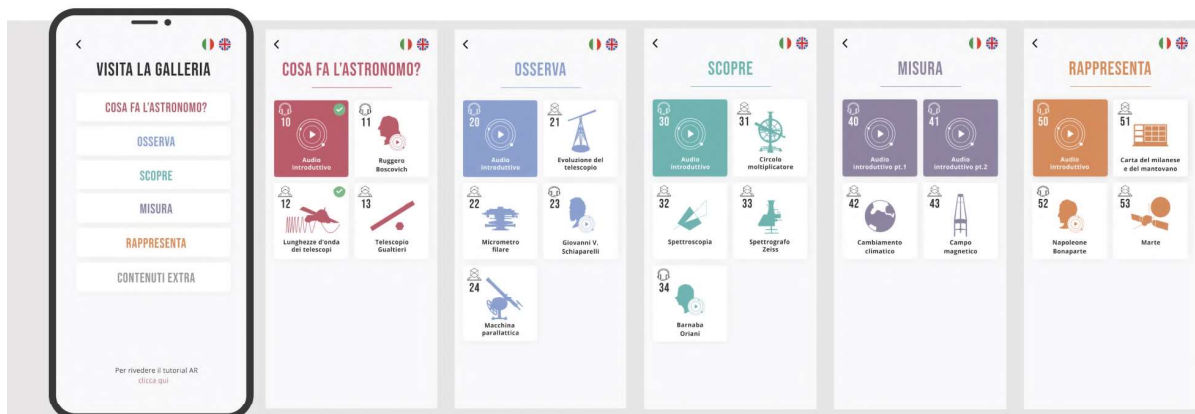 VISITA LA GALLERIA
COSA FA L'ASTRONOMO?
OSSERVA
SCOPRE
MISURA
RAPPRESENTA
CONTENUTI EXTRA
Per rivedere il tutorial AR
clicca qui
COSA FA L'ASTRONOMO?
10
Audio
introduttivo
11
Ruggero
Boscovich
12
Lunghezze d'onda
dei telescopi
13
Telescopio
Gualtieri
OSSERVA
20
Audio
introduttivo
21
Evoluzione del
telescopio
22
Micrometro
filare
23
Giovanni V.
Schiaparelli
24
Macchina
parallattica
SCOPRE
30
Audio
introduttivo
31
Circolo
moltiplicatore
32
Spettroscopia
33
Spettrografo
Zeiss
34
Barnaba
Oriani
MISURA
40
Audio
introduttivo pt.1
41
Audio
introduttivo pt.2
42
Cambiamento
climatico
43
Campo
magnetico
RAPPRESENTA
50
Audio
introduttivo
51
Carta del milanese
e del mantovano
52
Napoleone
Bonaparte
53
Marte